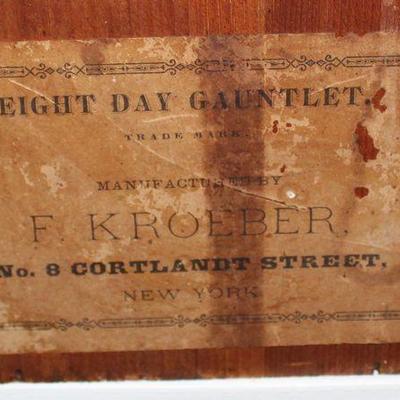 EIGHT DAY GAUNTLET.
TRADE MARK.
MANUFACTURED BY
F. KROEBER,
No. 8 CORTLANDT STREET,
NEW YORK.